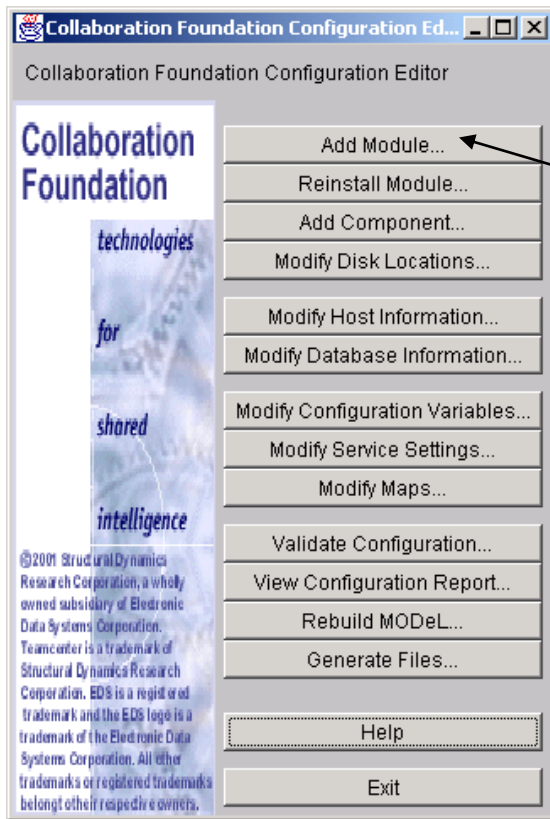 Collaboration Foundation Configuration Ed...
Collaboration Foundation Configuration Editor
Collaboration
Foundation
technologies
for
shared
intelligence
©2001 Structural Dynamics
Research Corporation, a wholly
owned subsidiary of Electronic
Data Systems Corporation.
Teamcenter is a trademark of
Structural Dynamics Research
Corporation. EDS is a registered
trademark and the EDS logo is a
trademark of the Electronic Data
Systems Corporation. All other
trademarks or registered trademarks
belong to their respective owners.
Add Module...
Reinstall Module...
Add Component...
Modify Disk Locations...
Modify Host Information...
Modify Database Information...
Modify Configuration Variables...
Modify Service Settings...
Modify Maps...
Validate Configuration...
View Configuration Report...
Rebuild MODeL...
Generate Files...
Help
Exit